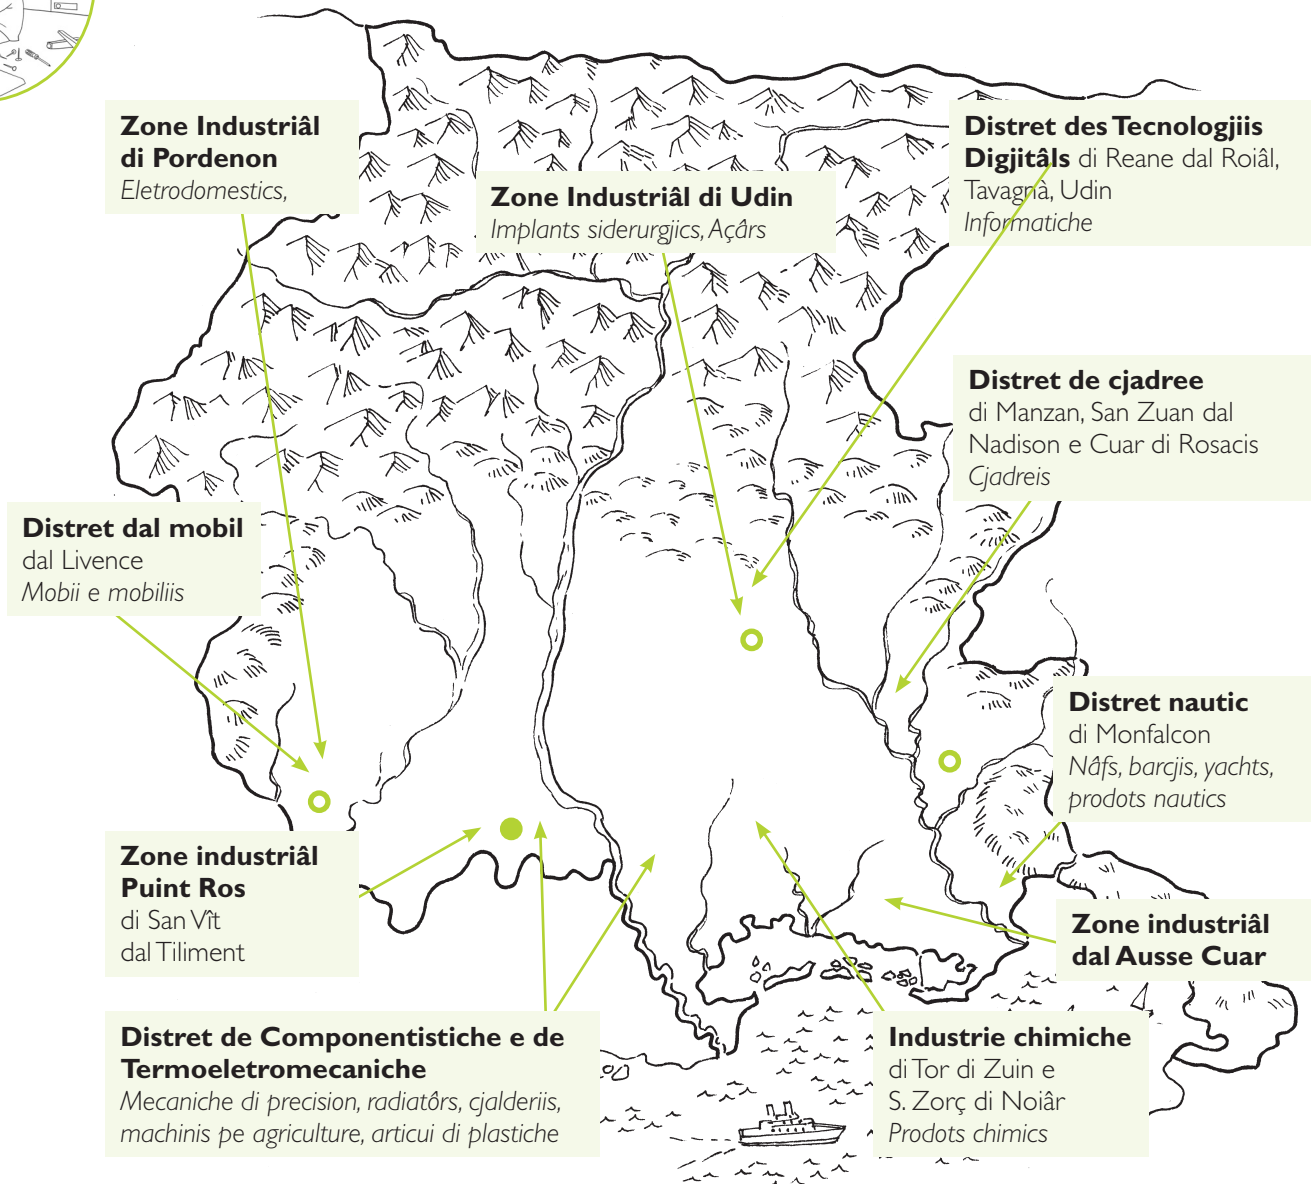 Zone Industriâl
di Pordenon
Eletrodomestics,
Zone Industriâl di Udin
Implants siderurgjics, Açârs
Distret des Tecnologjiis
Digjitâls di Reane dal Roiâl,
Tavagnà, Udin
Informatiche
Distret de cjadree
di Manzan, San Zuan dal
Nadison e Cuar di Rosacis
Cjadreis
Distret dal mobil
dal Livence
Mobii e mobiliis
Distret nautic
di Monfalcon
Nâfs, barcjis, yachts,
prodots nautics
Zone industriâl
Puint Ros
di San Vît
dal Tiliment
Zone industriâl
dal Ausse Cuar
Distret de Componentistiche e de
Termoeletromecaniche
Mecaniche di precision, radiatôrs, cjalderiis,
machinis pe agriculture, articui di plastiche
Industrie chimiche
di Tor di Zuin e
S. Zorç di Noiâr
Prodots chimics